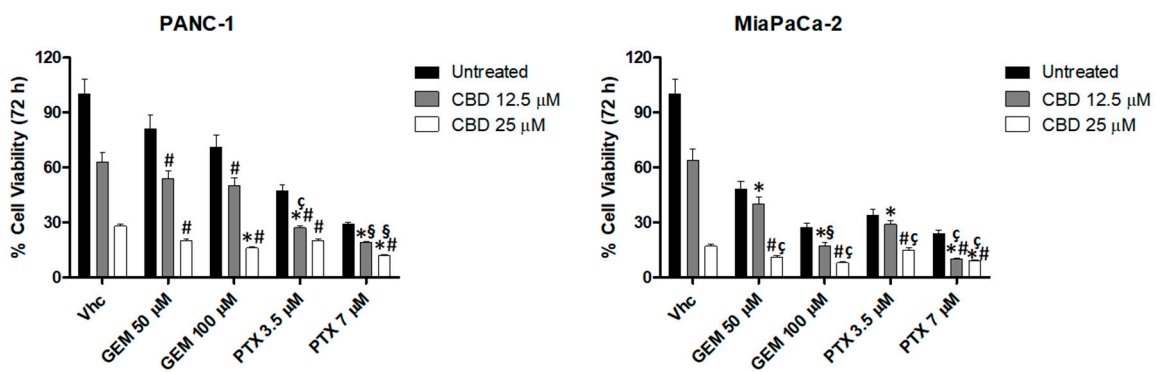 PANC-1
% Cell Viability (72 h)
120
90
60
30
0
#
#
#
*#
ç
*#
#
*§
§
*#
Vhc
GEM 50 μM
GEM 100 μM
PTX 3.5 μM
PTX 7 μM
Untreated
CBD 12.5 μM
CBD 25 μM
MiaPaCa-2
% Cell Viability (72 h)
120
90
60
30
0
*
#ç
*§
#ç
*
#ç
ç
*#
ç
*#
Vhc
GEM 50 μM
GEM 100 μM
PTX 3.5 μM
PTX 7 μM
Untreated
CBD 12.5 μM
CBD 25 μM